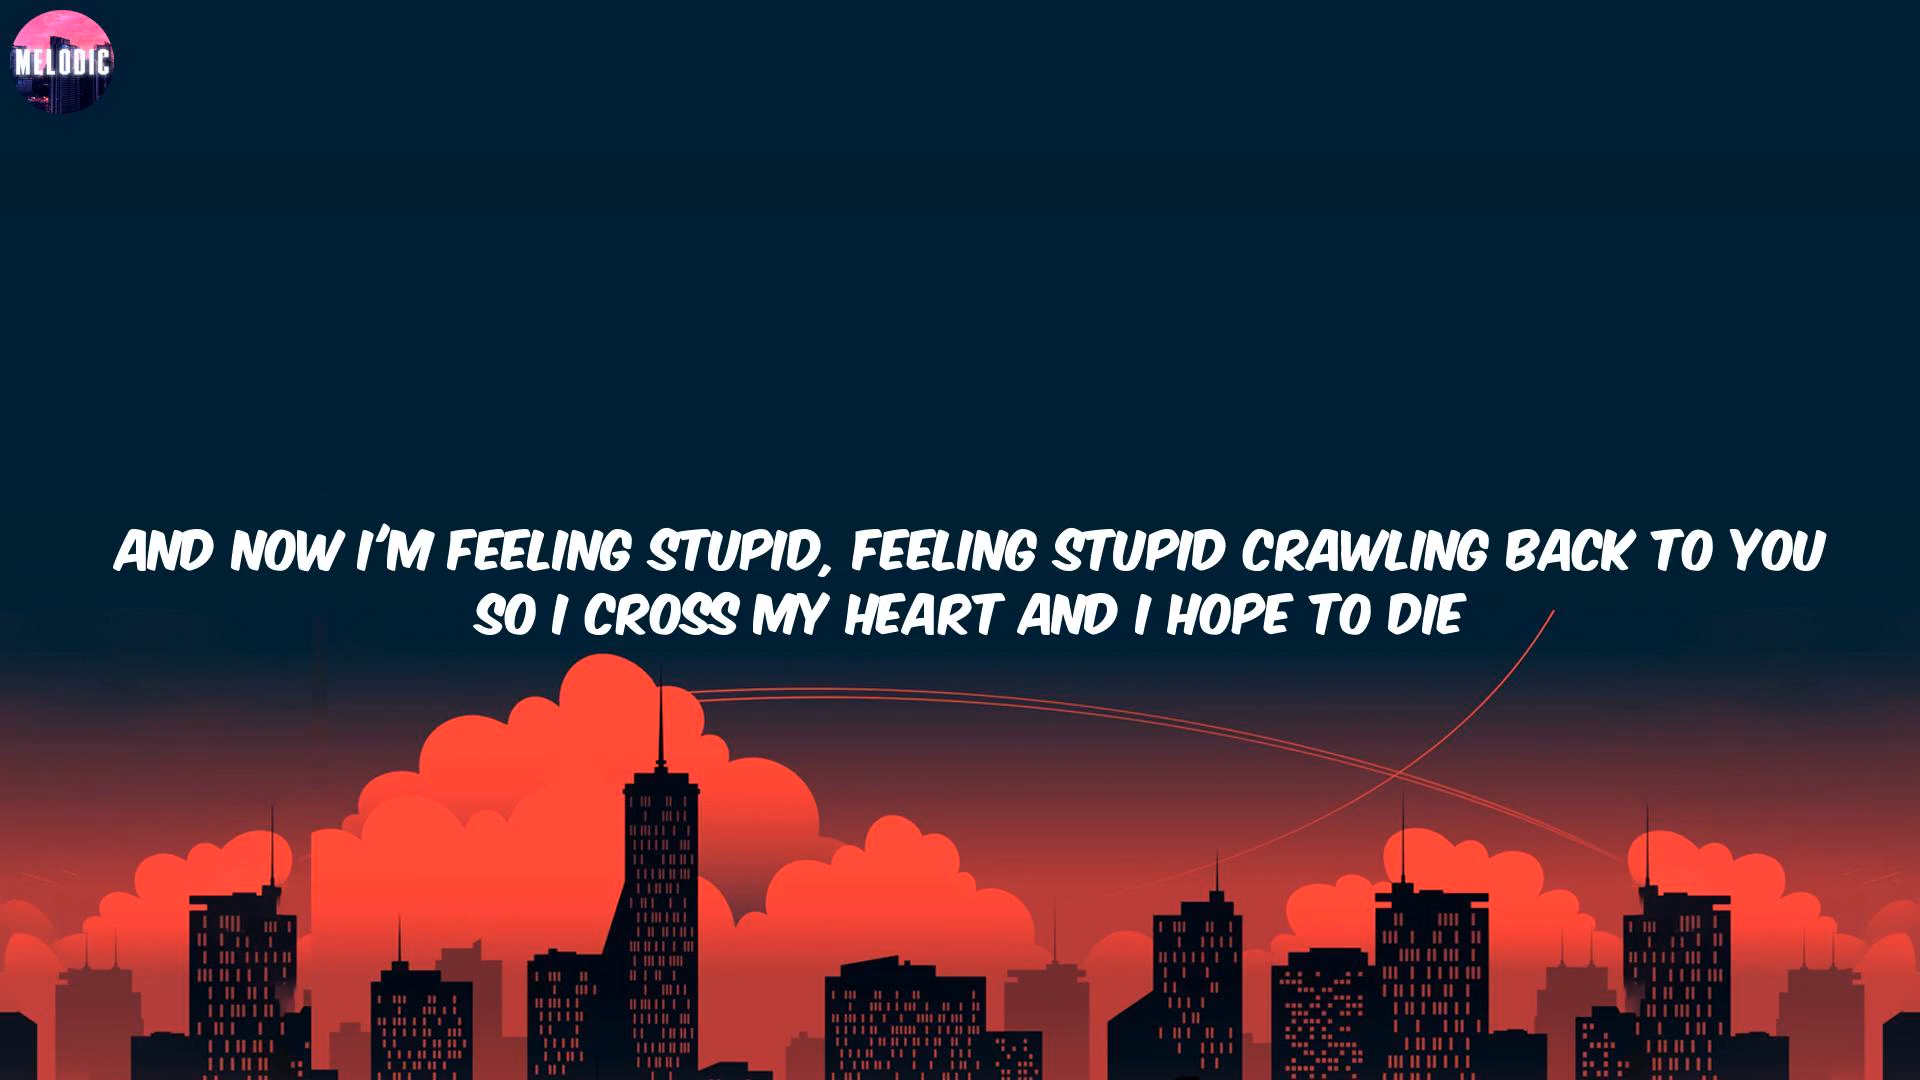 MELODIC
AND NOW I'M FEELING STUPID, FEELING STUPID CRAWLING BACK TO YOU
SO I CROSS MY HEART AND I HOPE TO DIE